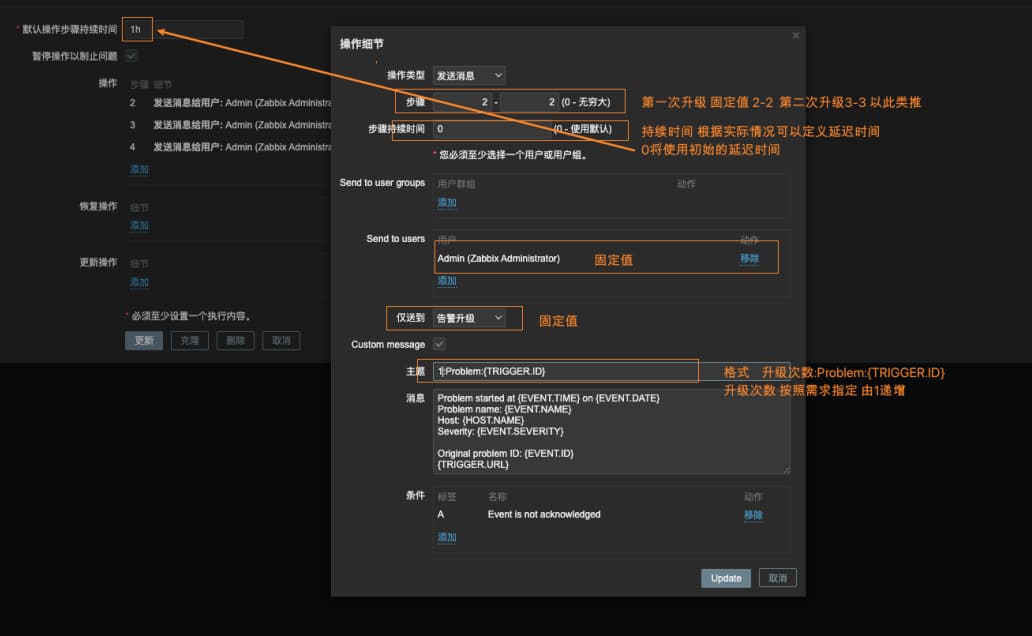 * 默认操作步骤持续时间 1h
暂停操作以制止问题
操作 步骤 细节
2 发送消息给用户: Admin (Zabbix Administra
3 发送消息给用户: Admin (Zabbix Administra
4 发送消息给用户: Admin (Zabbix Administra
添加
恢复操作 细节
添加
更新操作 细节
添加
* 必须至少设置一个执行内容。
更新 克隆 删除 取消
操作细节 ×
操作类型 发送消息
步骤 2 - 2 (0 - 无穷大)
第一次升级 固定值 2-2 第二次升级3-3 以此类推
步骤持续时间 0 (0 - 使用默认)
持续时间 根据实际情况可以定义延迟时间
0将使用初始的延迟时间
* 您必须至少选择一个用户或用户组。
Send to user groups 用户群组 动作
添加
Send to users 用户 动作
Admin (Zabbix Administrator) 固定值 移除
添加
仅送到 告警升级 固定值
Custom message
主题 1:Problem:{TRIGGER.ID}
格式 升级次数:Problem:{TRIGGER.ID}
升级次数 按照需求指定 由1递增
消息 Problem started at {EVENT.TIME} on {EVENT.DATE}
Problem name: {EVENT.NAME}
Host: {HOST.NAME}
Severity: {EVENT.SEVERITY}
Original problem ID: {EVENT.ID}
{TRIGGER.URL}
条件 标签 名称 动作
A Event is not acknowledged 移除
添加
Update 取消